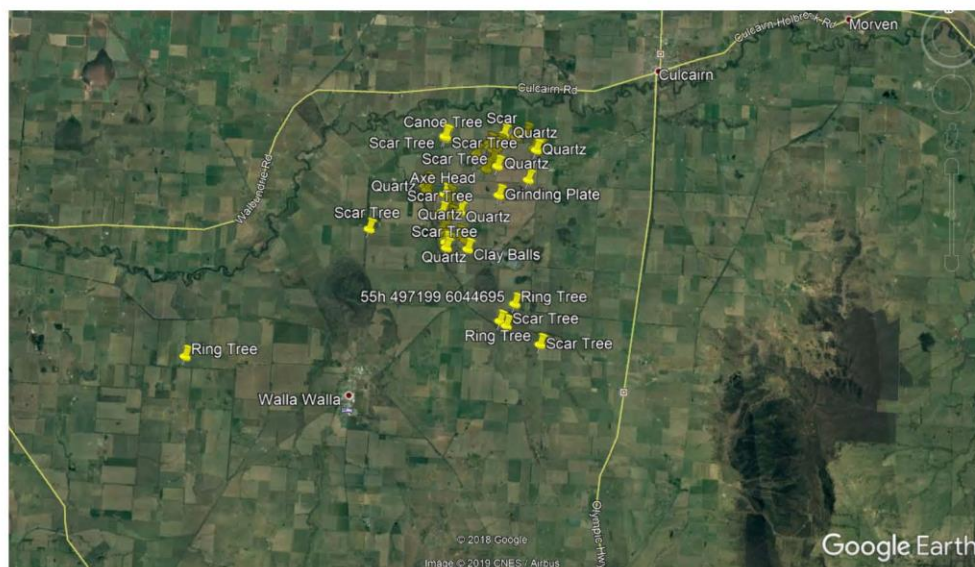 Morven
Culcairn Holbrook Rd
Culcairn
Culcairn Rd
Canoe Tree
Scar
Quartz
Scar Tree
Scar Tree
Quartz
Scar Tree
Quartz
Axe Head
Quartz
Scar Tree
Grinding Plate
Walbundrie Rd
Scar Tree
Quartz
Quartz
Scar Tree
Quartz
Clay Balls
55h 497199 6044695
Ring Tree
Scar Tree
Ring Tree
Scar Tree
Ring Tree
Walla Walla
Olympic Hwy
© 2018 Google
Image © 2019 CNES / Airbus
Google Earth